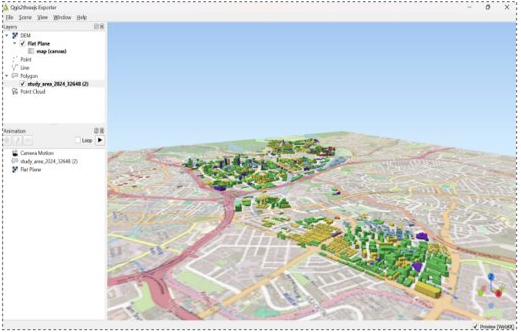 Qgis2threejs Exporter
File Scene View Window Help
Layers
DEM
Flat Plane
map (canvas)
Point
Line
Polygon
study_area_2024_32648 (2)
Point Cloud
Animation
Loop
Camera Motion
study_area_2024_32648 (2)
Flat Plane
Preview (WebKit)